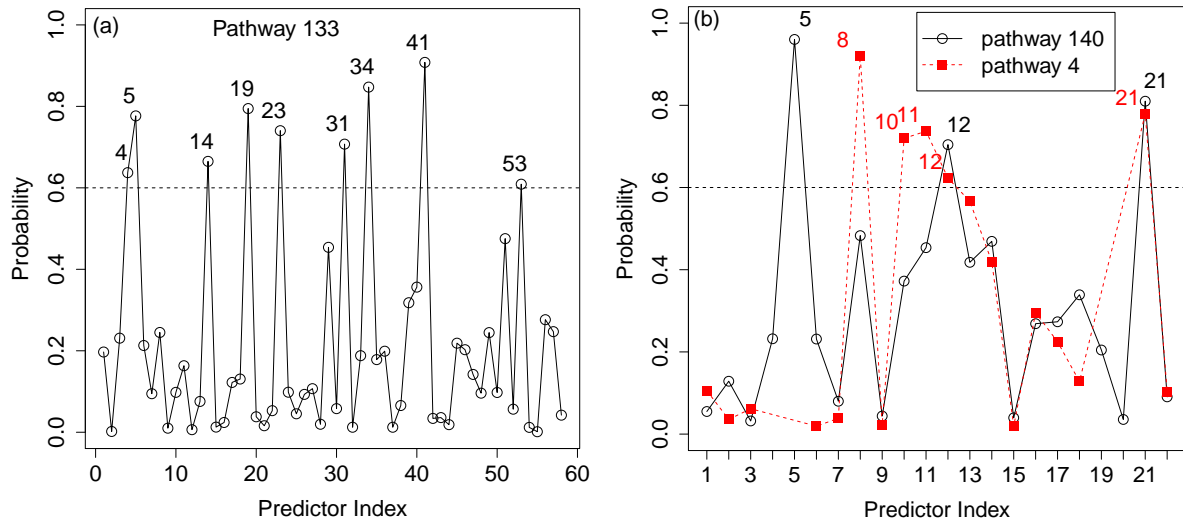 (a) Pathway 133
1.0
0.8
0.6
0.4
0.2
0.0
Probability
4
5
14
19
23
31
34
41
53
0 10 20 30 40 50 60
Predictor Index
(b)
pathway 140
pathway 4
1.0
0.8
0.6
0.4
0.2
0.0
Probability
5
8
10
11
12
12
21
21
1 3 5 7 9 11 13 15 17 19 21
Predictor Index